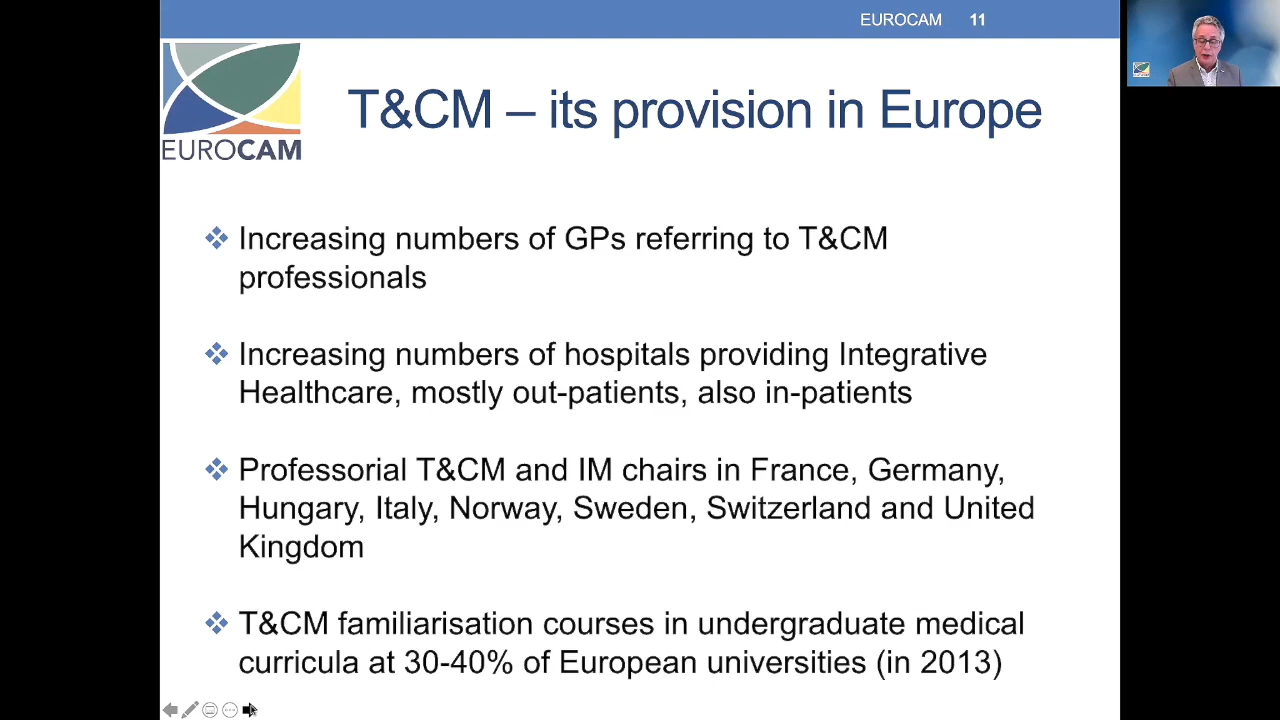 EUROCAM 11
EUROCAM
T&CM – its provision in Europe
Increasing numbers of GPs referring to T&CM
professionals
Increasing numbers of hospitals providing Integrative
Healthcare, mostly out-patients, also in-patients
Professorial T&CM and IM chairs in France, Germany,
Hungary, Italy, Norway, Sweden, Switzerland and United
Kingdom
T&CM familiarisation courses in undergraduate medical
curricula at 30-40% of European universities (in 2013)